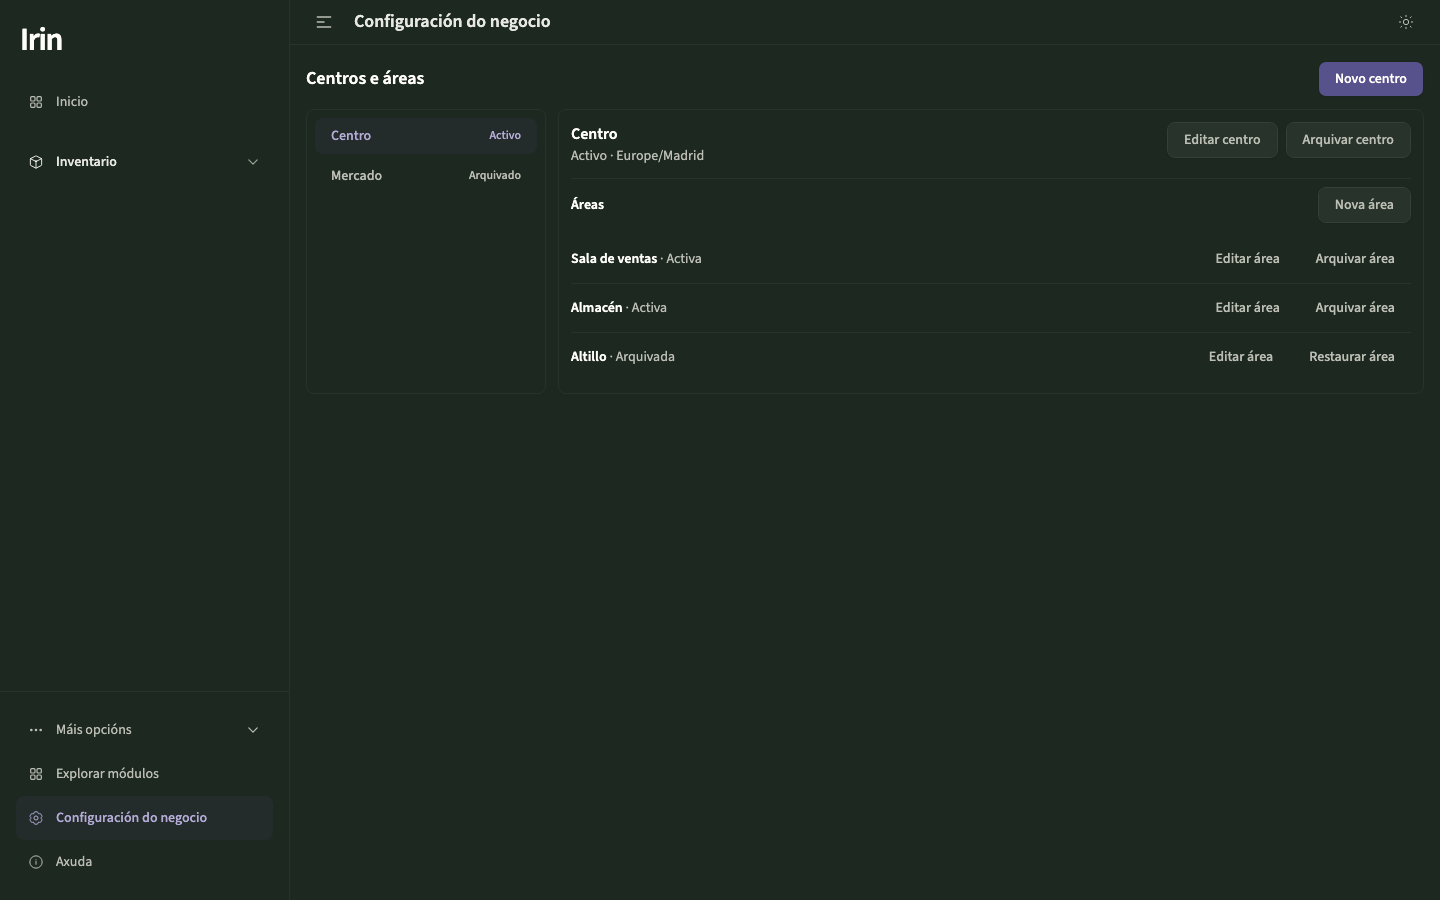 Irin
Inicio
Inventario
Máis opcións
Explorar módulos
Configuración do negocio
Axuda
Configuración do negocio
Centros e áreas
Novo centro
Centro Activo
Mercado Arquivado
Centro
Activo · Europe/Madrid
Editar centro Arquivar centro
Áreas
Nova área
Sala de ventas · Activa Editar área Arquivar área
Almacén · Activa Editar área Arquivar área
Altillo · Arquivada Editar área Restaurar área